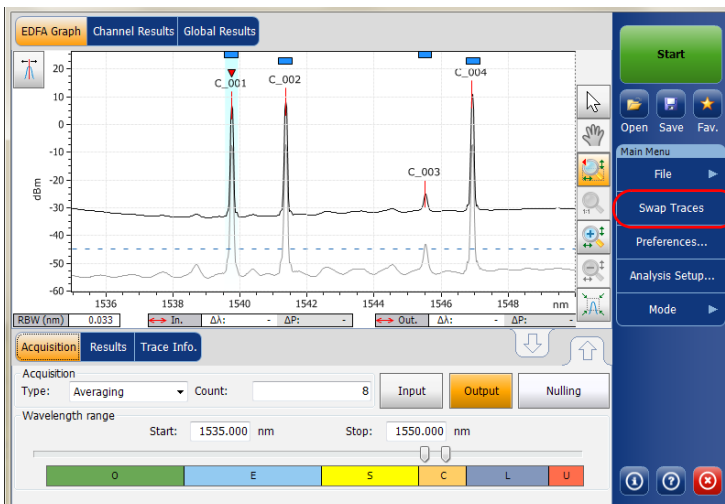 EDFA Graph Channel Results Global Results
Start
Open Save Fav.
Main Menu
File
Swap Traces
Preferences...
Analysis Setup...
Mode
dBm
20
10
0
-10
-20
-30
-40
-50
-60
C_001 C_002 C_003 C_004
1:1
1536 1538 1540 1542 1544 1546 1548 nm
RBW (nm) 0.033 In. Δλ: - ΔP: - Out. Δλ: - ΔP: -
Acquisition Results Trace Info.
Acquisition
Type: Averaging Count: 8 Input Output Nulling
Wavelength range
Start: 1535.000 nm Stop: 1550.000 nm
O E S C L U